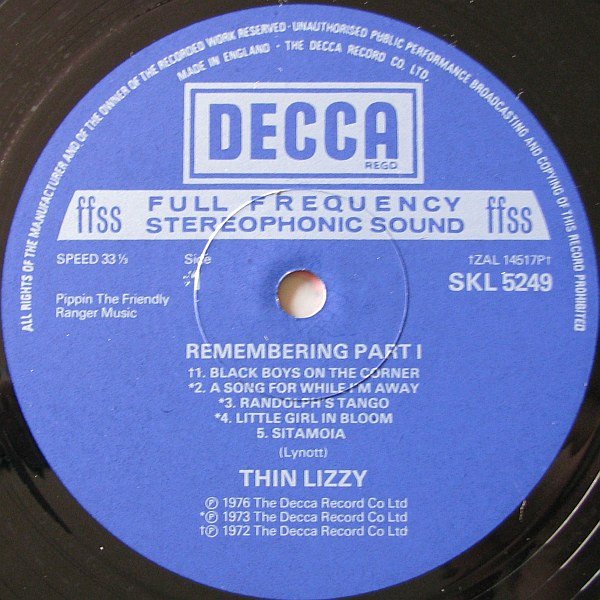 ALL RIGHTS OF THE MANUFACTURER AND OF THE OWNER OF THE RECORDED WORK RESERVED · UNAUTHORISED PUBLIC PERFORMANCE BROADCASTING AND COPYING OF THIS RECORD PROHIBITED
MADE IN ENGLAND · THE DECCA RECORD CO. LTD.
DECCA
REGD
ffss FULL FREQUENCY ffss
STEREOPHONIC SOUND
SPEED 33⅓ Side †ZAL 14517P†
1 SKL 5249
Pippin The Friendly
Ranger Music
REMEMBERING PART I
†1. BLACK BOYS ON THE CORNER
*2. A SONG FOR WHILE I'M AWAY
*3. RANDOLPH'S TANGO
*4. LITTLE GIRL IN BLOOM
5. SITAMOIA
(Lynott)
THIN LIZZY
℗ 1976 The Decca Record Co Ltd
*℗ 1973 The Decca Record Co Ltd
†℗ 1972 The Decca Record Co Ltd